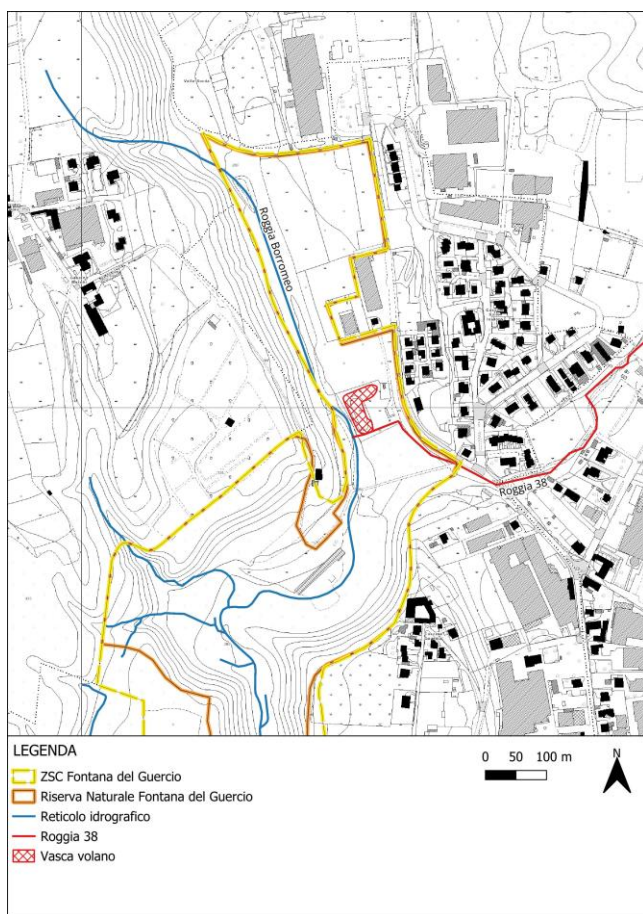 Roggia Borromeo
Roggia 38
LEGENDA
ZSC Fontana del Guercio
Riserva Naturale Fontana del Guercio
Reticolo idrografico
Roggia 38
Vasca volano
0 50 100 m
N